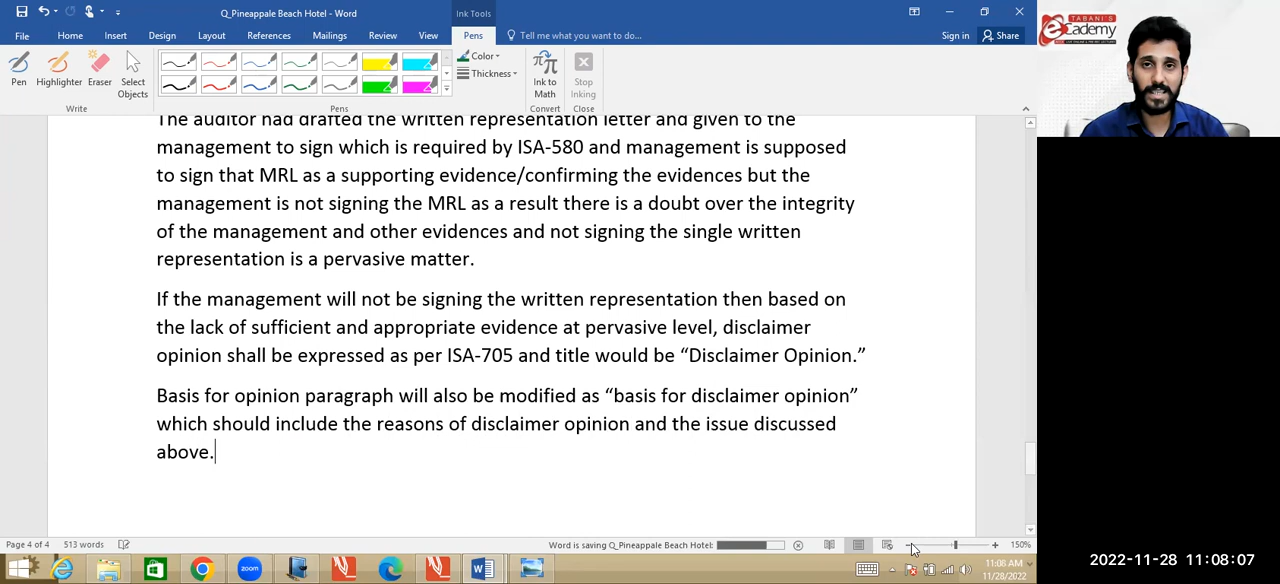 Q_Pineappale Beach Hotel - Word
Ink Tools
File Home Insert Design Layout References Mailings Review View Pens Tell me what you want to do... Sign in Share
TABANI'S
eCademy
Pen Highlighter Eraser Select Objects
Color
Thickness
Ink to Math
Stop Inking
Write Pens Convert Close
The auditor had drafted the written representation letter and given to the
management to sign which is required by ISA-580 and management is supposed
to sign that MRL as a supporting evidence/confirming the evidences but the
management is not signing the MRL as a result there is a doubt over the integrity
of the management and other evidences and not signing the single written
representation is a pervasive matter.
If the management will not be signing the written representation then based on
the lack of sufficient and appropriate evidence at pervasive level, disclaimer
opinion shall be expressed as per ISA-705 and title would be “Disclaimer Opinion.”
Basis for opinion paragraph will also be modified as “basis for disclaimer opinion”
which should include the reasons of disclaimer opinion and the issue discussed
above.
Page 4 of 4 513 words Word is saving Q_Pineappale Beach Hotel: 150%
zoom
11:08 AM
11/28/2022
2022-11-28 11:08:07